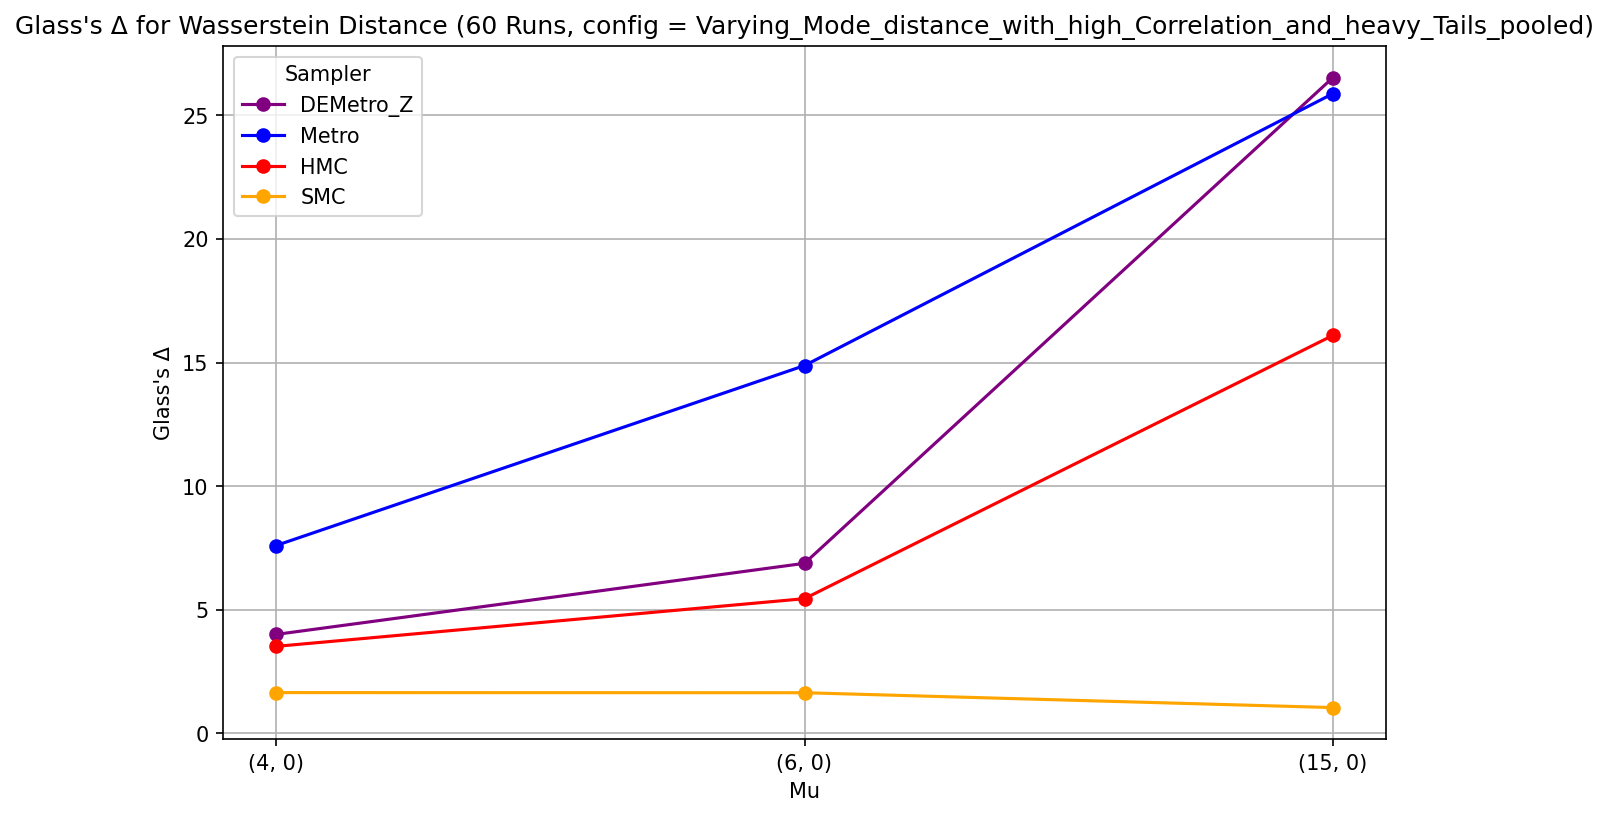 Glass's Δ for Wasserstein Distance (60 Runs, config = Varying_Mode_distance_with_high_Correlation_and_heavy_Tails_pooled)
Sampler
DEMetro_Z
Metro
HMC
SMC
Glass's Δ
25
20
15
10
5
0
(4, 0)
(6, 0)
(15, 0)
Mu